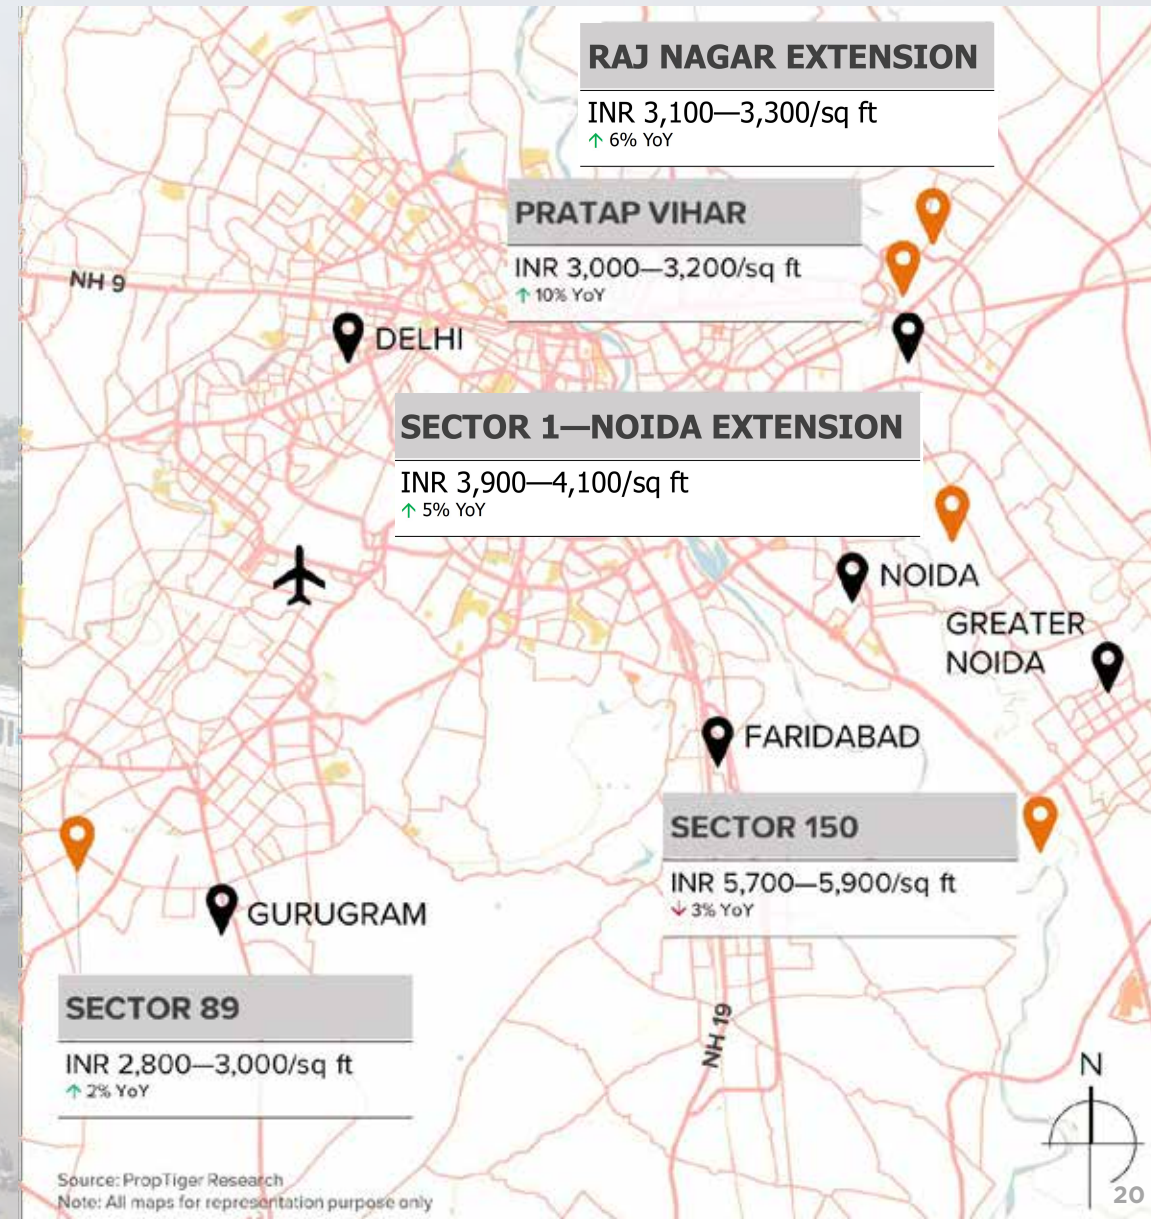 RAJ NAGAR EXTENSION
INR 3,100—3,300/sq ft
↑ 6% YoY
PRATAP VIHAR
INR 3,000—3,200/sq ft
↑ 10% YoY
NH 9
DELHI
SECTOR 1—NOIDA EXTENSION
INR 3,900—4,100/sq ft
↑ 5% YoY
NOIDA
GREATER
NOIDA
FARIDABAD
SECTOR 150
INR 5,700—5,900/sq ft
↓ 3% YoY
GURUGRAM
SECTOR 89
INR 2,800—3,000/sq ft
↑ 2% YoY
NH 19
N
Source: PropTiger Research
Note: All maps for representation purpose only
20